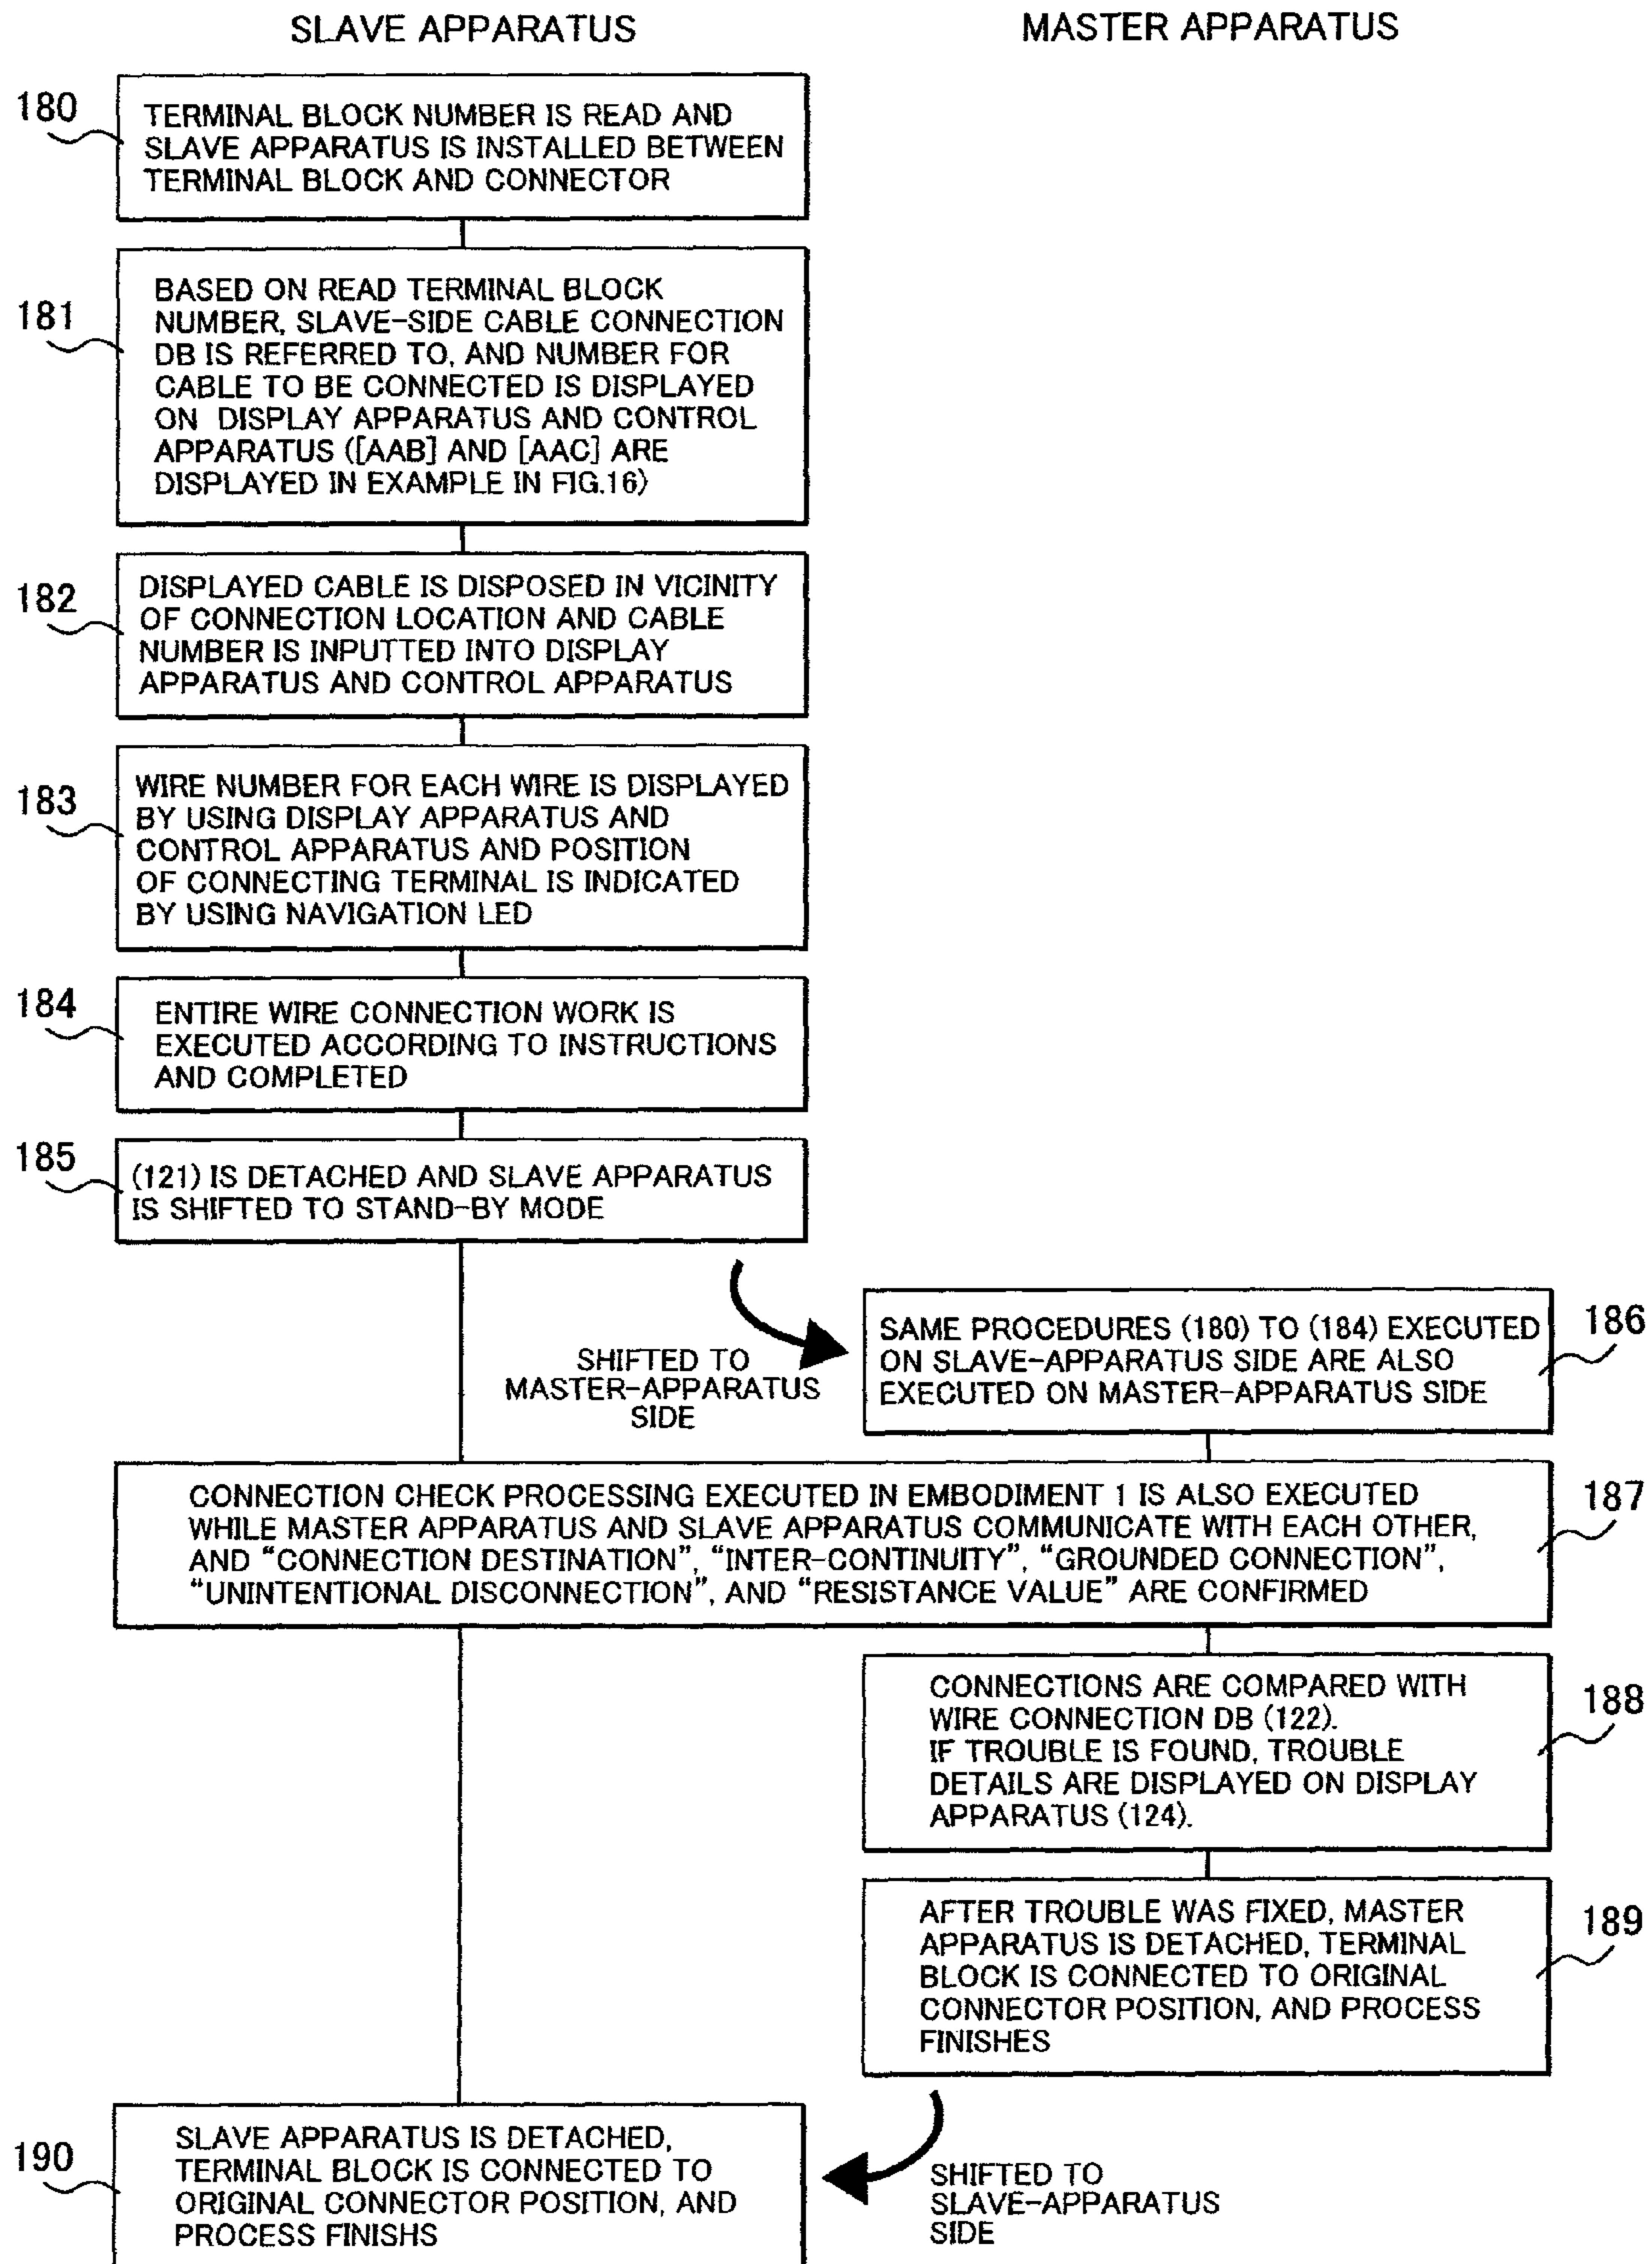 SLAVE APPARATUS
MASTER APPARATUS
180
TERMINAL BLOCK NUMBER IS READ AND
SLAVE APPARATUS IS INSTALLED BETWEEN
TERMINAL BLOCK AND CONNECTOR
181
BASED ON READ TERMINAL BLOCK
NUMBER, SLAVE-SIDE CABLE CONNECTION
DB IS REFERRED TO, AND NUMBER FOR
CABLE TO BE CONNECTED IS DISPLAYED
ON DISPLAY APPARATUS AND CONTROL
APPARATUS ([AAB] AND [AAC] ARE
DISPLAYED IN EXAMPLE IN FIG.16)
182
DISPLAYED CABLE IS DISPOSED IN VICINITY
OF CONNECTION LOCATION AND CABLE
NUMBER IS INPUTTED INTO DISPLAY
APPARATUS AND CONTROL APPARATUS
183
WIRE NUMBER FOR EACH WIRE IS DISPLAYED
BY USING DISPLAY APPARATUS AND
CONTROL APPARATUS AND POSITION
OF CONNECTING TERMINAL IS INDICATED
BY USING NAVIGATION LED
184
ENTIRE WIRE CONNECTION WORK IS
EXECUTED ACCORDING TO INSTRUCTIONS
AND COMPLETED
185
(121) IS DETACHED AND SLAVE APPARATUS
IS SHIFTED TO STAND-BY MODE
SHIFTED TO
MASTER-APPARATUS
SIDE
SAME PROCEDURES (180) TO (184) EXECUTED
ON SLAVE-APPARATUS SIDE ARE ALSO
EXECUTED ON MASTER-APPARATUS SIDE
186
CONNECTION CHECK PROCESSING EXECUTED IN EMBODIMENT 1 IS ALSO EXECUTED
WHILE MASTER APPARATUS AND SLAVE APPARATUS COMMUNICATE WITH EACH OTHER,
AND “CONNECTION DESTINATION”, “INTER-CONTINUITY”, “GROUNDED CONNECTION”,
“UNINTENTIONAL DISCONNECTION”, AND “RESISTANCE VALUE” ARE CONFIRMED
187
CONNECTIONS ARE COMPARED WITH
WIRE CONNECTION DB (122).
IF TROUBLE IS FOUND, TROUBLE
DETAILS ARE DISPLAYED ON DISPLAY
APPARATUS (124).
188
AFTER TROUBLE WAS FIXED, MASTER
APPARATUS IS DETACHED, TERMINAL
BLOCK IS CONNECTED TO ORIGINAL
CONNECTOR POSITION, AND PROCESS
FINISHES
189
190
SLAVE APPARATUS IS DETACHED,
TERMINAL BLOCK IS CONNECTED TO
ORIGINAL CONNECTOR POSITION, AND
PROCESS FINISHS
SHIFTED TO
SLAVE-APPARATUS
SIDE